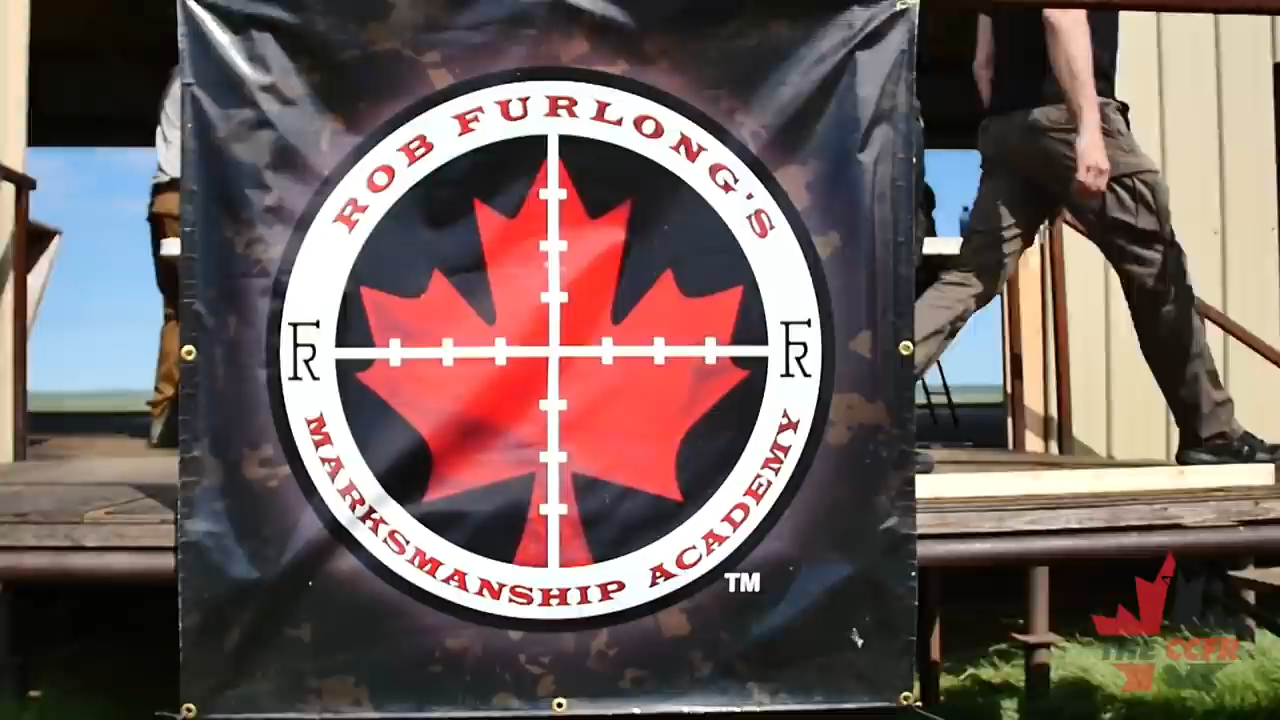 ROB FURLONG'S
FR
FR
MARKSMANSHIP ACADEMY
TM
THE CCFR